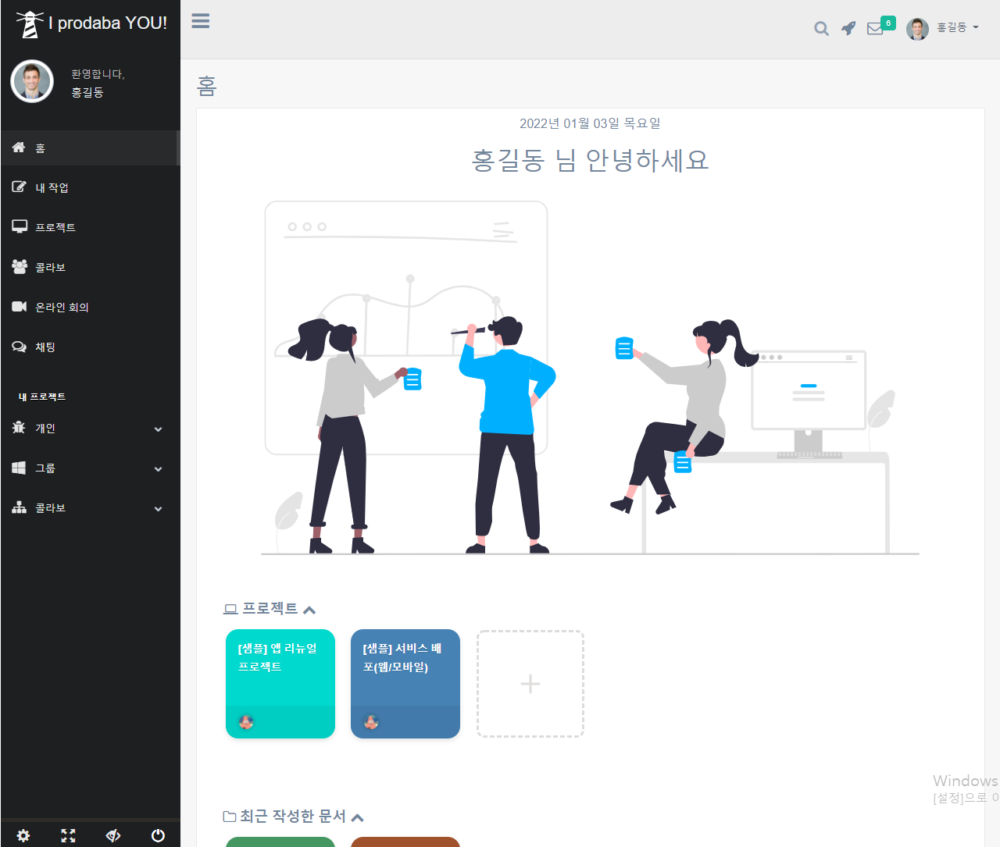 I prodaba YOU!
6
홍길동
환영합니다,
홍길동
홈
내 작업
프로젝트
콜라보
온라인 회의
채팅
내 프로젝트
개인
그룹
콜라보
홈
2022년 01월 03일 목요일
홍길동 님 안녕하세요
프로젝트
[샘플] 앱 리뉴얼
프로젝트
[샘플] 서비스 배
포(웹/모바일)
최근 작성한 문서
Windows
[설정]으로